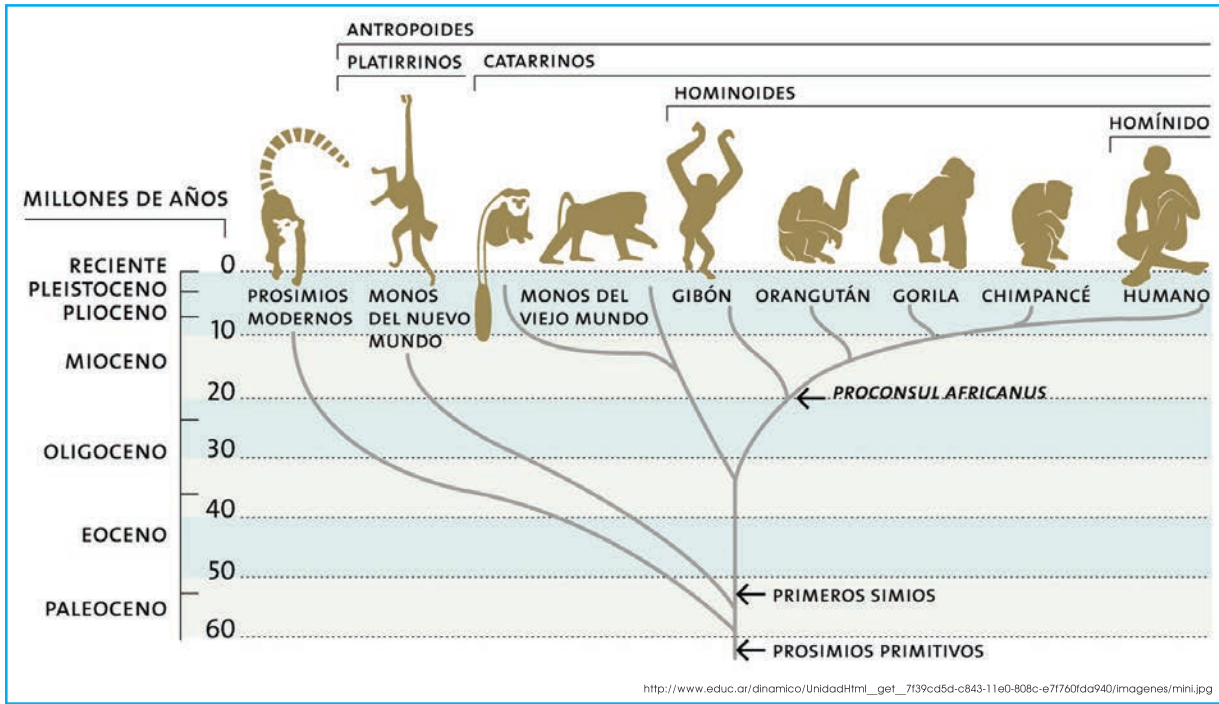 ANTROPOIDES
PLATIRRINOS
CATARRINOS
HOMINOIDES
HOMÍNIDO
MILLONES DE AÑOS
RECIENTE
PLEISTOCENO
PLIOCENO
MIOCENO
OLIGOCENO
EOCENO
PALEOCENO
0
10
20
30
40
50
60
PROSIMIOS
MODERNOS
MONOS
DEL NUEVO
MUNDO
MONOS DEL
VIEJO MUNDO
GIBÓN
ORANGUTÁN
GORILA
CHIMPANCÉ
HUMANO
PROCONSUL AFRICANUS
PRIMEROS SIMIOS
PROSIMIOS PRIMITIVOS
http://www.educ.ar/dinamico/UnidadHtml__get__7f39cd5d-c843-11e0-808c-e7f760fda940/imagenes/mini.jpg